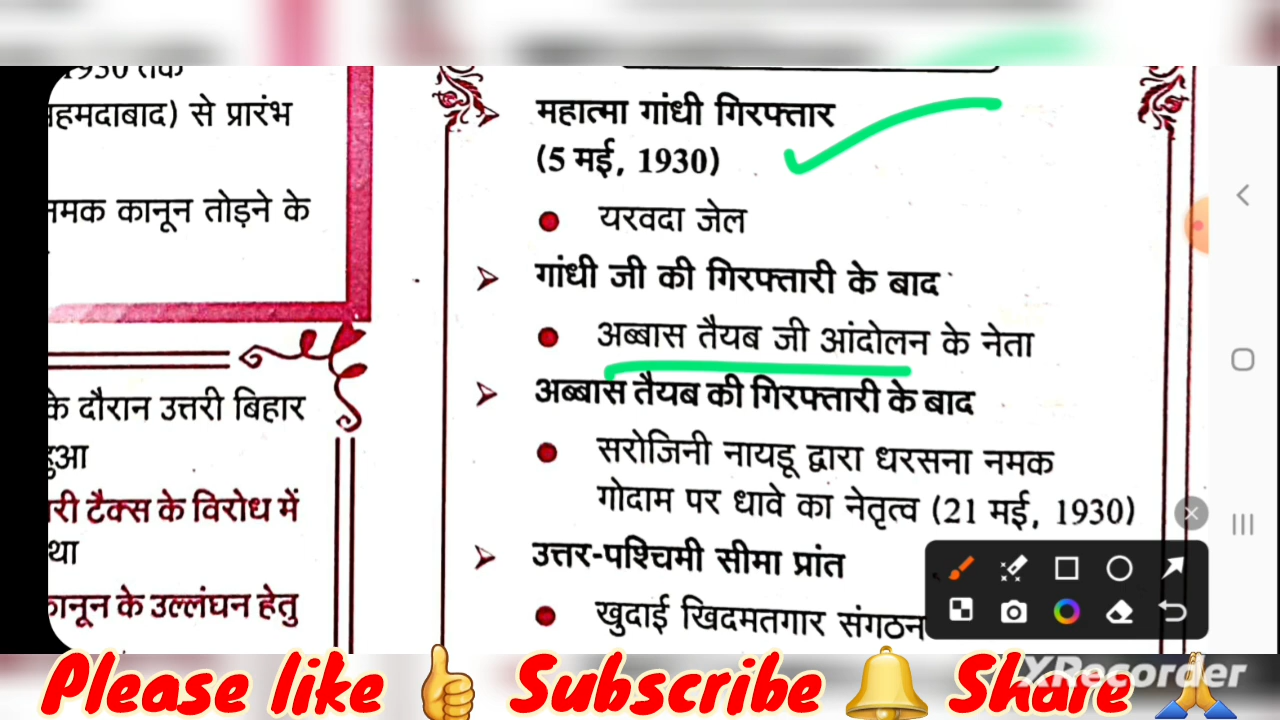 1930 तक
अहमदाबाद) से प्रारंभ
नमक कानून तोड़ने के
के दौरान उत्तरी बिहार
हुआ
टैक्स के विरोध में
था
कानून के उल्लंघन हेतु
महात्मा गांधी गिरफ्तार
(5 मई, 1930)
यरवदा जेल
गांधी जी की गिरफ्तारी के बाद
अब्बास तैयब जी आंदोलन के नेता
अब्बास तैयब की गिरफ्तारी के बाद
सरोजिनी नायडू द्वारा धरसना नमक
गोदाम पर धावे का नेतृत्व (21 मई, 1930)
उत्तर-पश्चिमी सीमा प्रांत
खुदाई खिदमतगार संगठन
Please like Subscribe Share
XRecorder